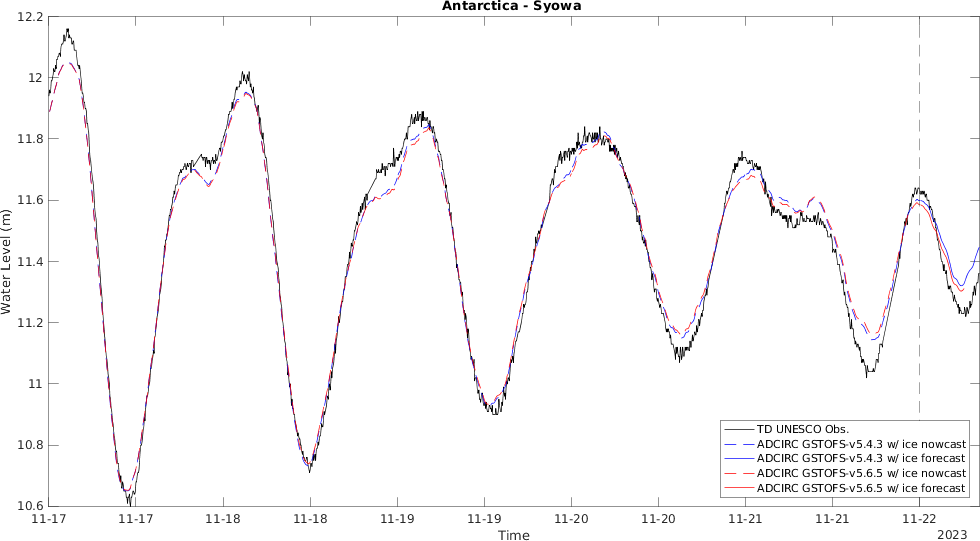 Antarctica - Syowa
12.2
12
11.8
11.6
11.4
11.2
11
10.8
10.6
Water Level (m)
11-17 11-17 11-18 11-18 11-19 11-19 11-20 11-20 11-21 11-21 11-22
Time
2023
TD UNESCO Obs.
ADCIRC GSTOFS-v5.4.3 w/ ice nowcast
ADCIRC GSTOFS-v5.4.3 w/ ice forecast
ADCIRC GSTOFS-v5.6.5 w/ ice nowcast
ADCIRC GSTOFS-v5.6.5 w/ ice forecast